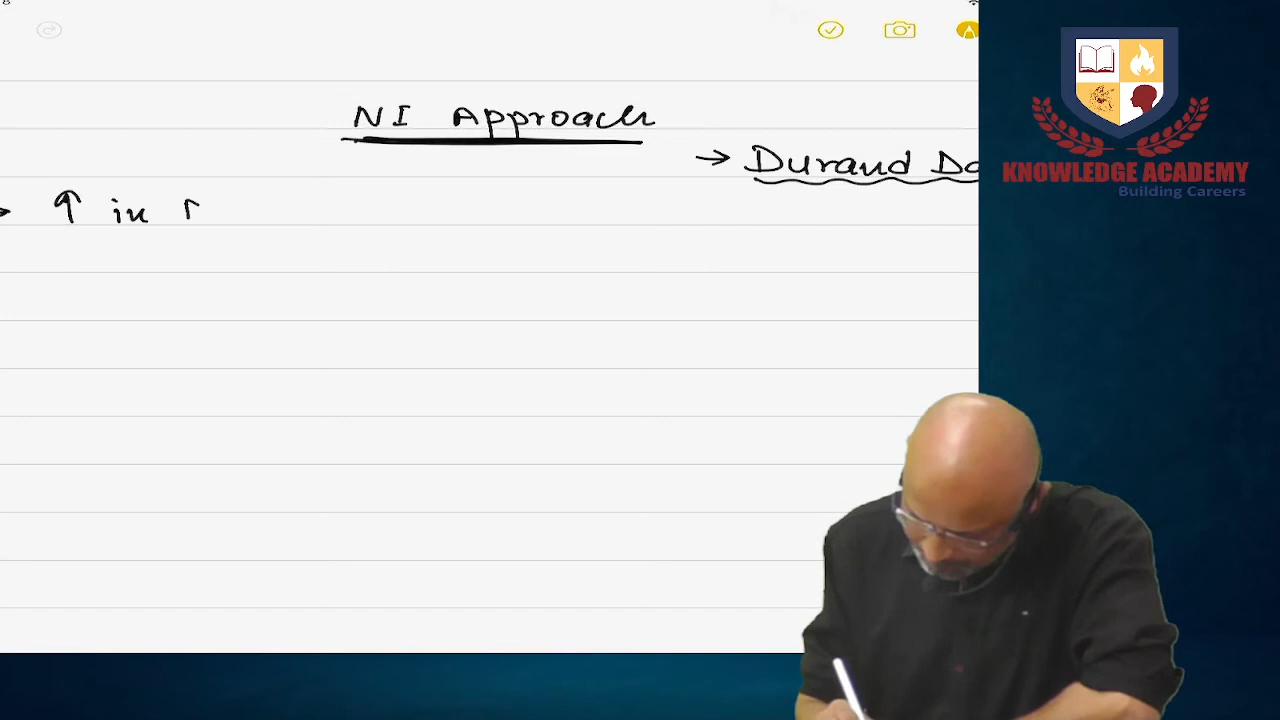 NI Approach
→ Durand
↑ in
KNOWLEDGE ACADEMY
Building Careers